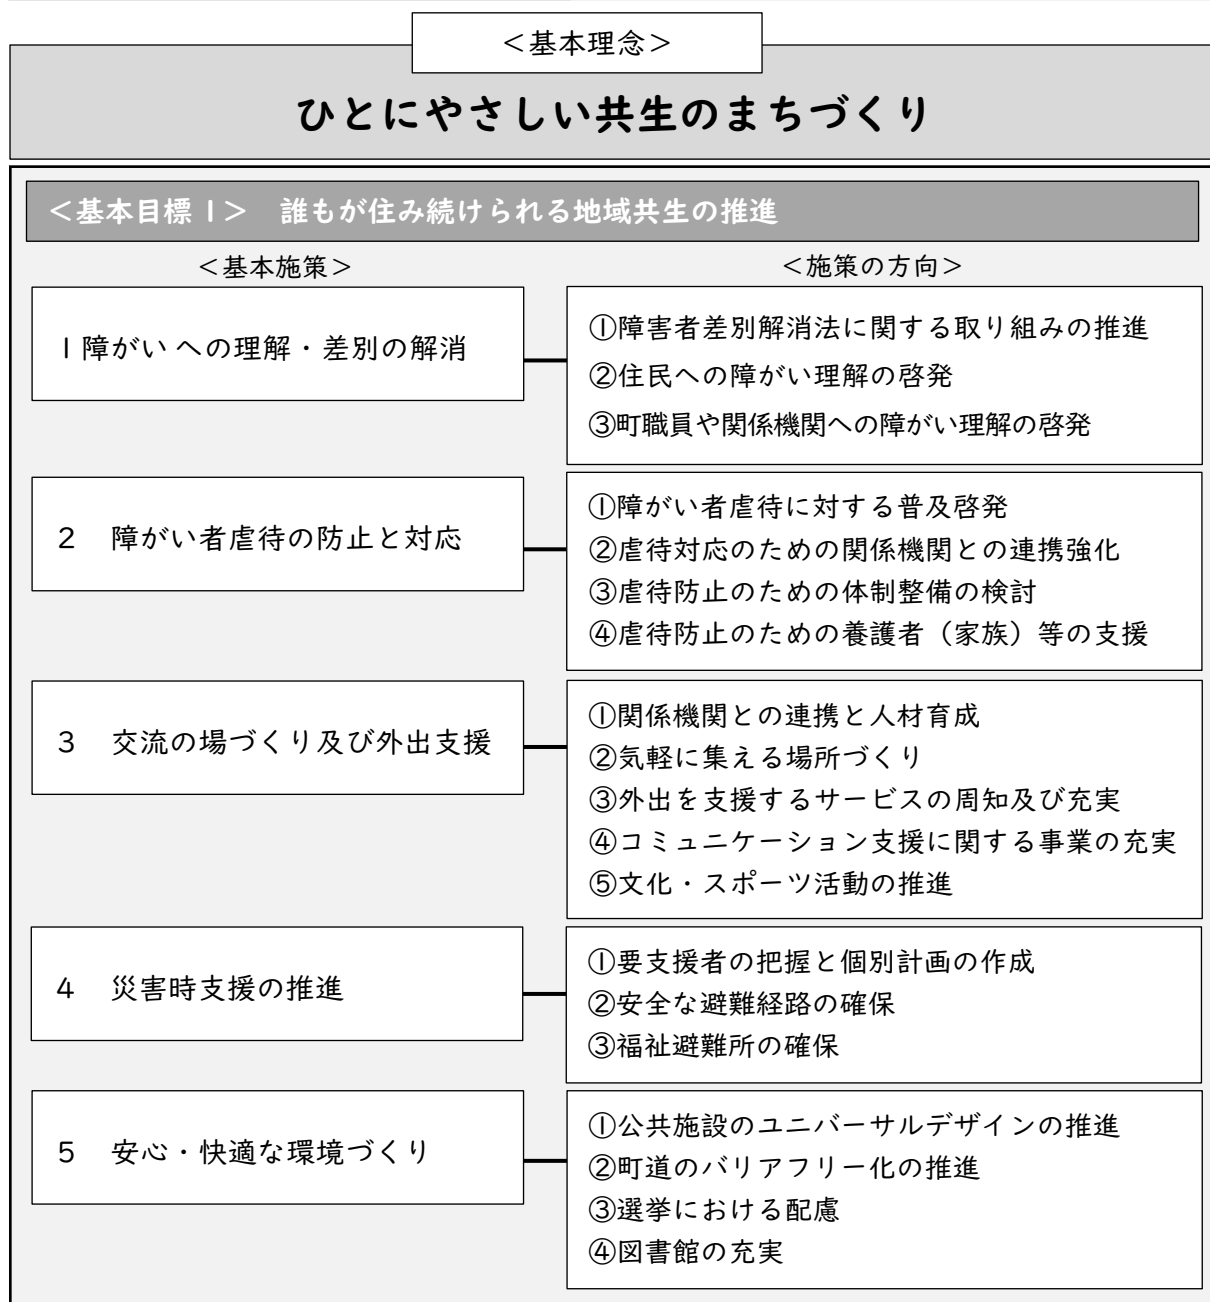 ＜基本理念＞
ひとにやさしい共生のまちづくり
＜基本目標１＞　誰もが住み続けられる地域共生の推進
＜基本施策＞
＜施策の方向＞
１障がい への理解・差別の解消
①障害者差別解消法に関する取り組みの推進
②住民への障がい理解の啓発
③町職員や関係機関への障がい理解の啓発
２　障がい者虐待の防止と対応
①障がい者虐待に対する普及啓発
②虐待対応のための関係機関との連携強化
③虐待防止のための体制整備の検討
④虐待防止のための養護者（家族）等の支援
３　交流の場づくり及び外出支援
①関係機関との連携と人材育成
②気軽に集える場所づくり
③外出を支援するサービスの周知及び充実
④コミュニケーション支援に関する事業の充実
⑤文化・スポーツ活動の推進
４　災害時支援の推進
①要支援者の把握と個別計画の作成
②安全な避難経路の確保
③福祉避難所の確保
５　安心・快適な環境づくり
①公共施設のユニバーサルデザインの推進
②町道のバリアフリー化の推進
③選挙における配慮
④図書館の充実